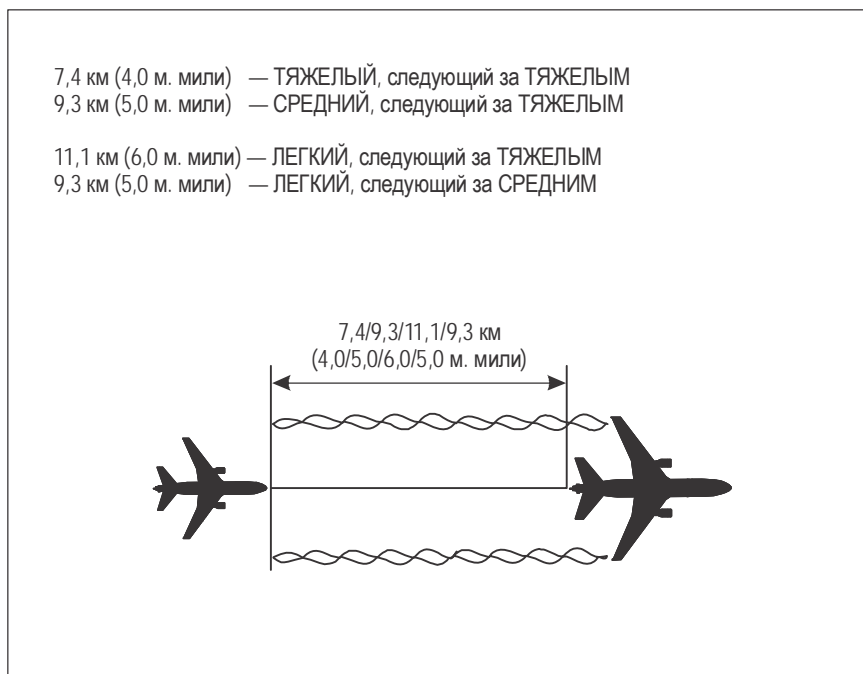 7,4 км (4,0 м. мили) — ТЯЖЕЛЫЙ, следующий за ТЯЖЕЛЫМ
9,3 км (5,0 м. мили) — СРЕДНИЙ, следующий за ТЯЖЕЛЫМ
11,1 км (6,0 м. мили) — ЛЕГКИЙ, следующий за ТЯЖЕЛЫМ
9,3 км (5,0 м. мили) — ЛЕГКИЙ, следующий за СРЕДНИМ
7,4/9,3/11,1/9,3 км
(4,0/5,0/6,0/5,0 м. мили)